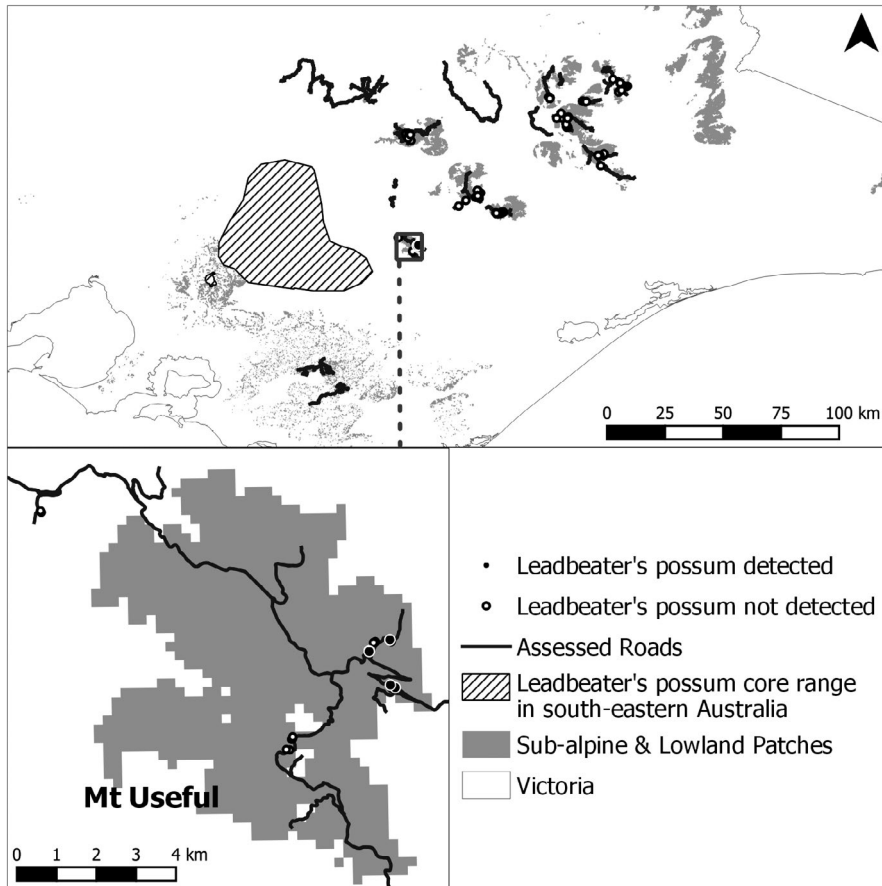 0 25 50 75 100 km
Leadbeater's possum detected
Leadbeater's possum not detected
Assessed Roads
Leadbeater's possum core range
in south-eastern Australia
Sub-alpine & Lowland Patches
Victoria
Mt Useful
0 1 2 3 4 km